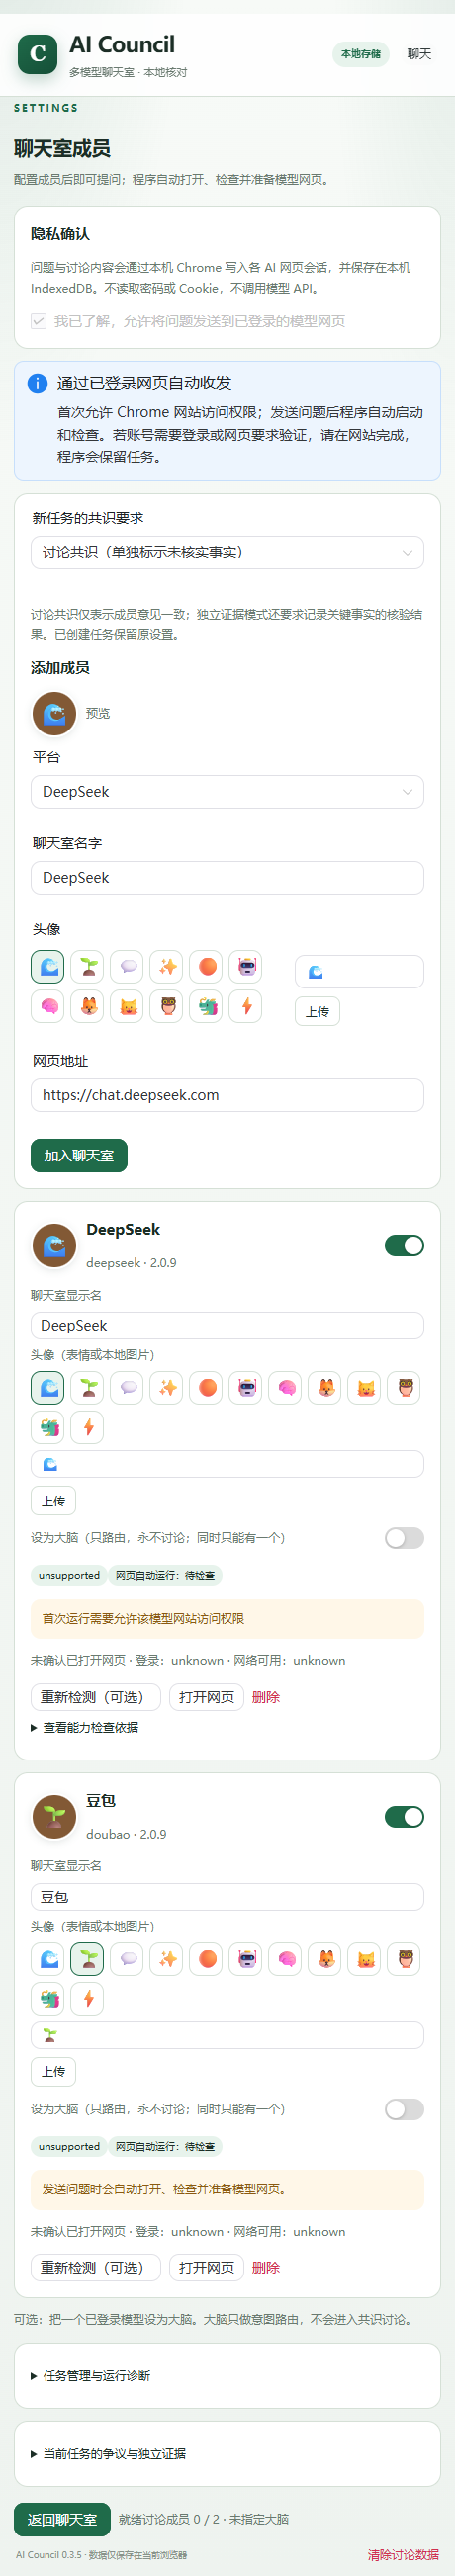 C
AI Council
多模型聊天室 · 本地核对
本地存储
聊天
SETTINGS
聊天室成员
配置成员后即可提问；程序自动打开、检查并准备模型网页。
隐私确认
问题与讨论内容会通过本机 Chrome 写入各 AI 网页会话，并保存在本机
IndexedDB。不读取密码或 Cookie，不调用模型 API。
我已了解，允许将问题发送到已登录的模型网页
通过已登录网页自动收发
首次允许 Chrome 网站访问权限；发送问题后程序自动启动
和检查。若账号需要登录或网页要求验证，请在网站完成，
程序会保留任务。
新任务的共识要求
讨论共识（单独标示未核实事实）
讨论共识仅表示成员意见一致；独立证据模式还要求记录关键事实的核验结
果。已创建任务保留原设置。
添加成员
预览
平台
DeepSeek
聊天室名字
DeepSeek
头像
上传
网页地址
https://chat.deepseek.com
加入聊天室
DeepSeek
deepseek · 2.0.9
聊天室显示名
DeepSeek
头像（表情或本地图片）
上传
设为大脑（只路由，永不讨论；同时只能有一个）
unsupported
网页自动运行：待检查
首次运行需要允许该模型网站访问权限
未确认已打开网页 · 登录：unknown · 网络可用：unknown
重新检测（可选）
打开网页
删除
查看能力检查依据
豆包
doubao · 2.0.9
聊天室显示名
豆包
头像（表情或本地图片）
上传
设为大脑（只路由，永不讨论；同时只能有一个）
unsupported
网页自动运行：待检查
发送问题时会自动打开、检查并准备模型网页。
未确认已打开网页 · 登录：unknown · 网络可用：unknown
重新检测（可选）
打开网页
删除
可选：把一个已登录模型设为大脑。大脑只做意图路由，不会进入共识讨论。
任务管理与运行诊断
当前任务的争议与独立证据
返回聊天室
就绪讨论成员 0 / 2 · 未指定大脑
AI Council 0.3.5 · 数据仅保存在当前浏览器
清除讨论数据